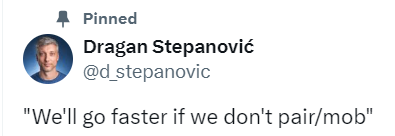 Pinned
Dragan Stepanović
@d_stepanovic
"We'll go faster if we don't pair/mob"